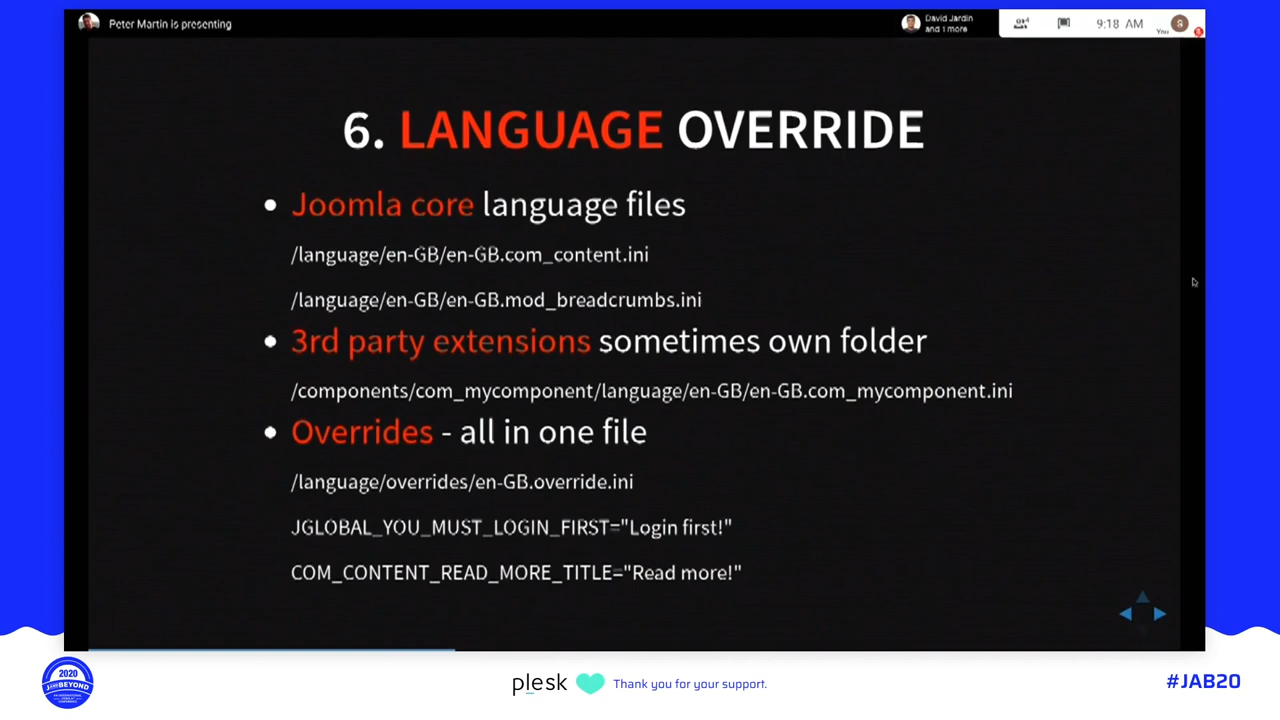 Peter Martin is presenting
David Jardin
and 1 more
9:18 AM
You
S
6. LANGUAGE OVERRIDE
Joomla core language files
/language/en-GB/en-GB.com_content.ini
/language/en-GB/en-GB.mod_breadcrumbs.ini
3rd party extensions sometimes own folder
/components/com_mycomponent/language/en-GB/en-GB.com_mycomponent.ini
Overrides - all in one file
/language/overrides/en-GB.override.ini
JGLOBAL_YOU_MUST_LOGIN_FIRST="Login first!"
COM_CONTENT_READ_MORE_TITLE="Read more!"
2020
J AND BEYOND
plesk
Thank you for your support.
#JAB20